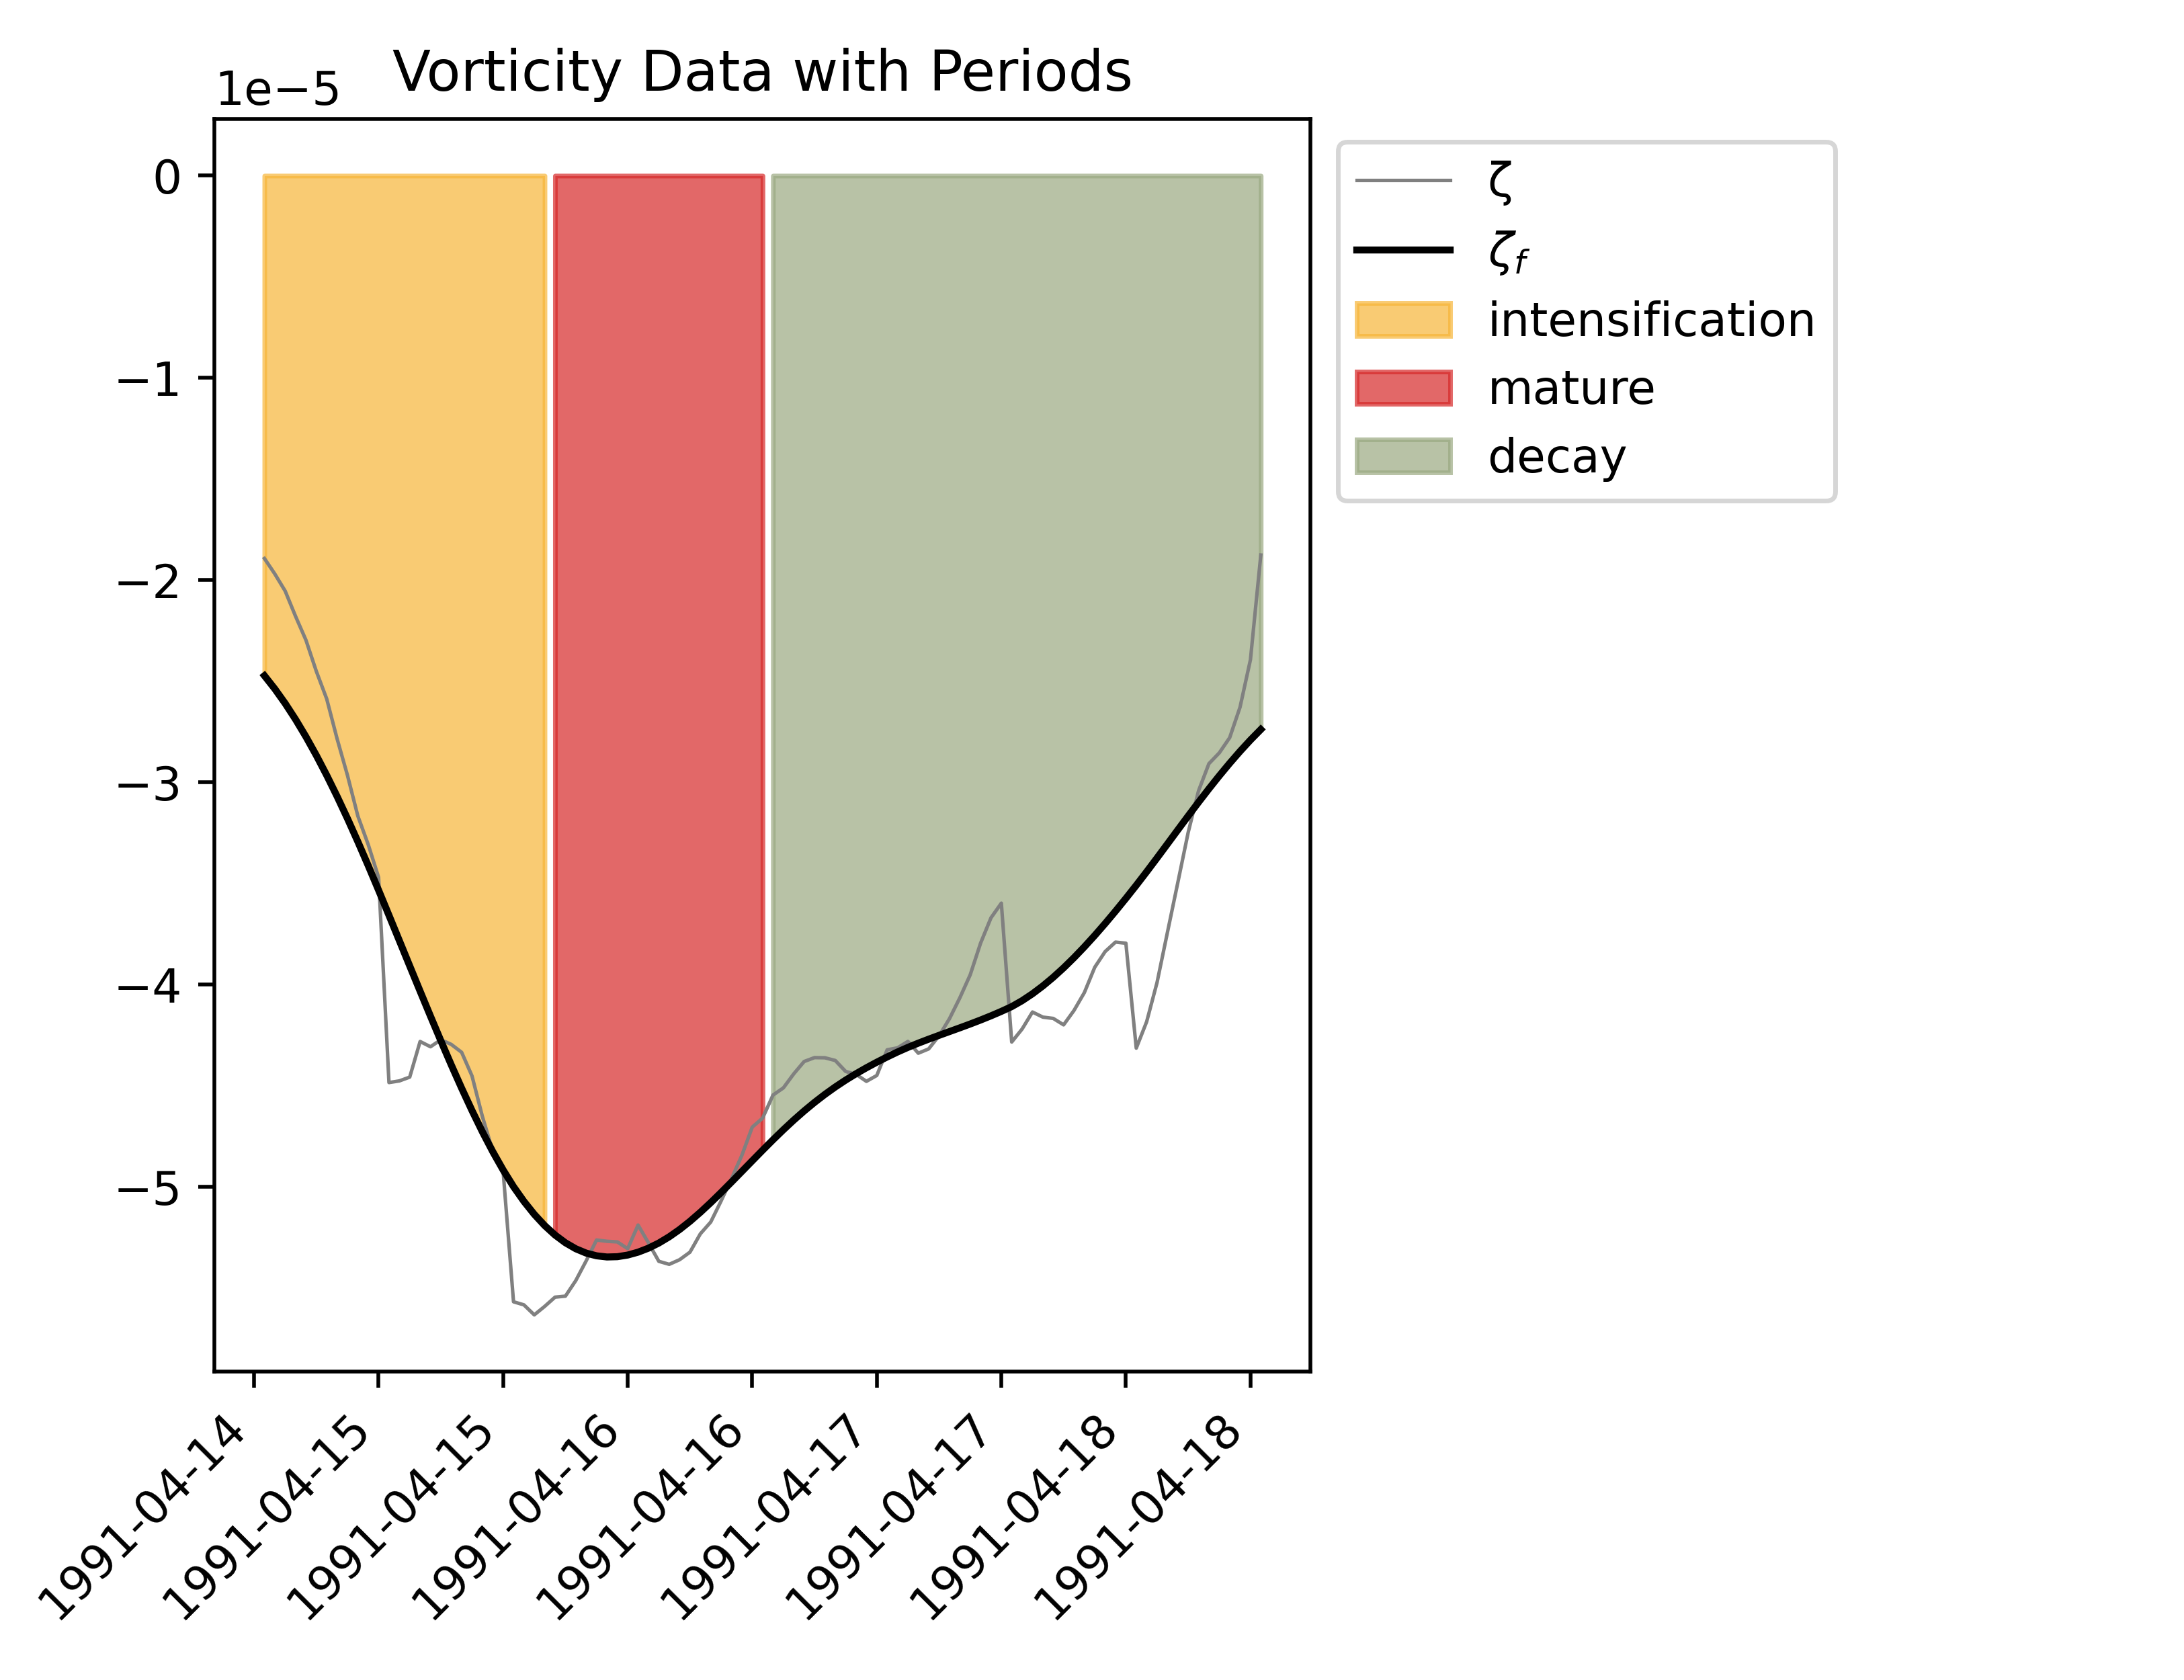 Vorticity Data with Periods
1e−5
0
−1
−2
−3
−4
−5
1991-04-14
1991-04-15
1991-04-15
1991-04-16
1991-04-16
1991-04-17
1991-04-17
1991-04-18
1991-04-18
ζ
ζf
intensification
mature
decay